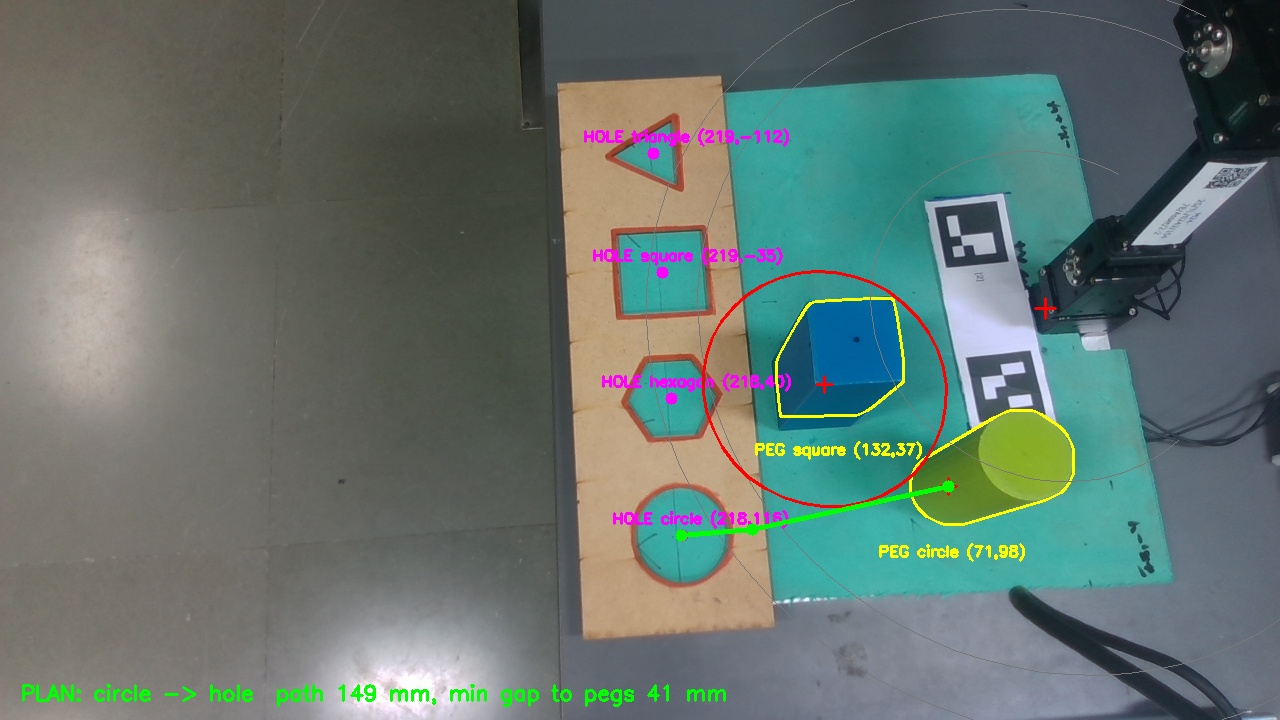 HOLE triangle (219,-112)
HOLE square (219,-35)
HOLE hexagon (218,40)
PEG square (132,37)
HOLE circle (218,116)
PEG circle (71,98)
PLAN: circle -> hole path 149 mm, min gap to pegs 41 mm